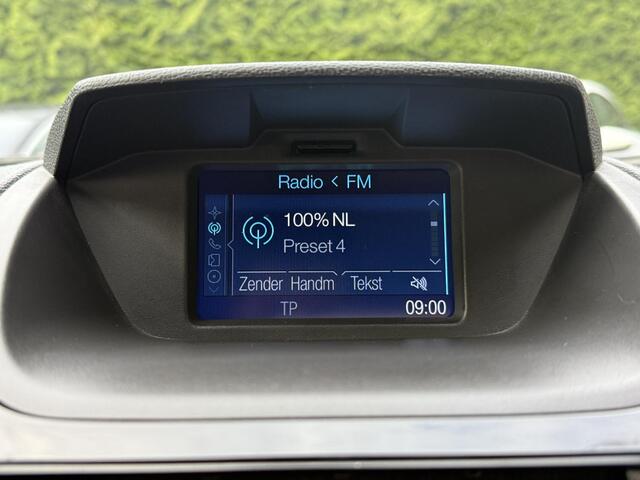 Radio < FM
100% NL
Preset 4
Zender Handm Tekst
TP 09:00